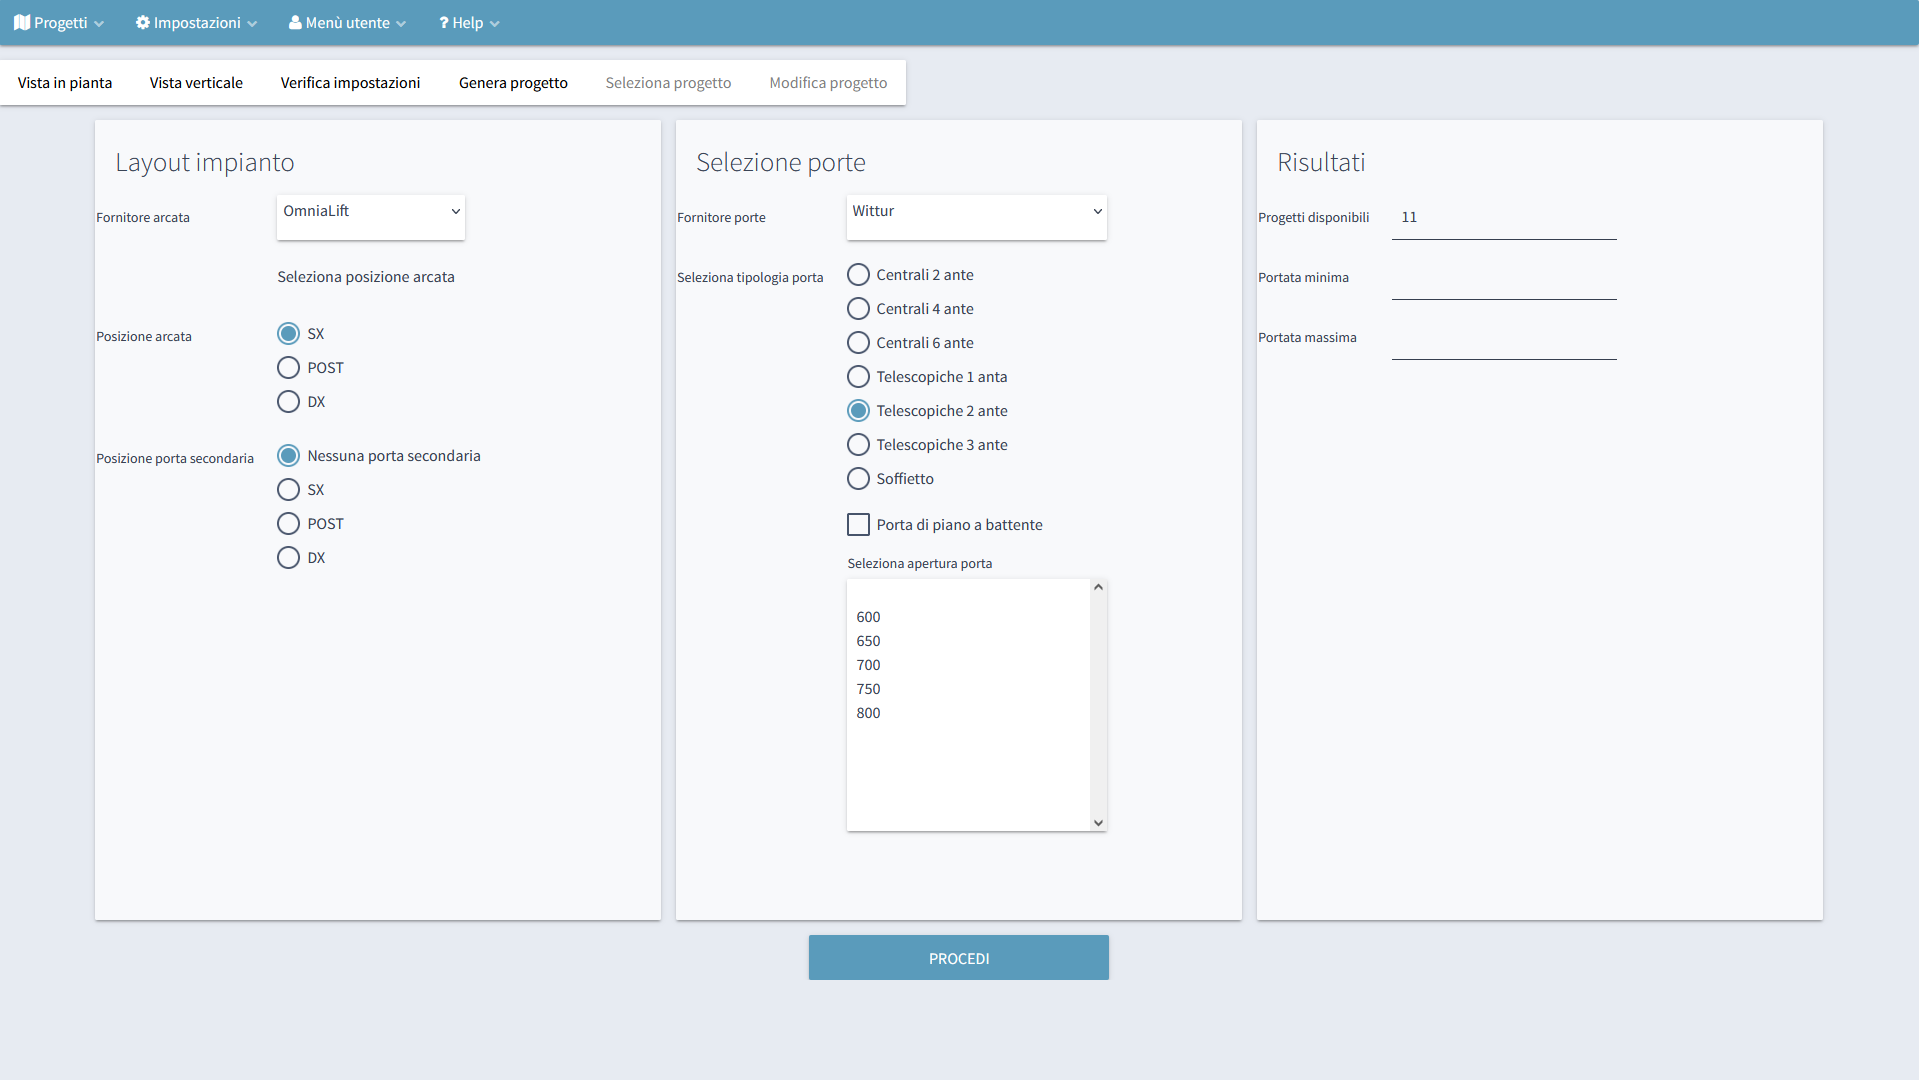 Progetti
Impostazioni
Menù utente
? Help
Vista in pianta
Vista verticale
Verifica impostazioni
Genera progetto
Seleziona progetto
Modifica progetto
Layout impianto
Fornitore arcata
OmniaLift
Seleziona posizione arcata
Posizione arcata
SX
POST
DX
Posizione porta secondaria
Nessuna porta secondaria
SX
POST
DX
Selezione porte
Fornitore porte
Wittur
Seleziona tipologia porta
Centrali 2 ante
Centrali 4 ante
Centrali 6 ante
Telescopiche 1 anta
Telescopiche 2 ante
Telescopiche 3 ante
Soffietto
Porta di piano a battente
Seleziona apertura porta
600
650
700
750
800
Risultati
Progetti disponibili
11
Portata minima
Portata massima
PROCEDI